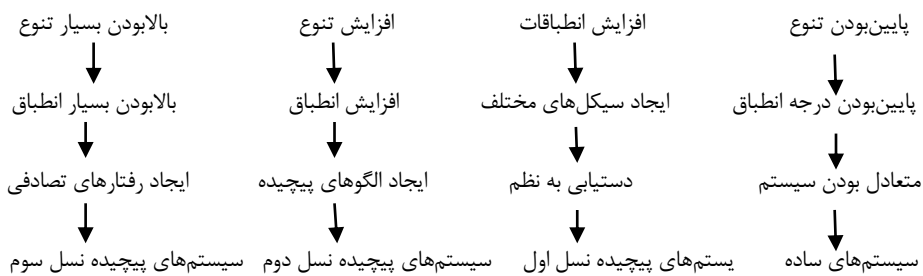 پایین‌بودن تنوع افزایش انطباقات افزایش تنوع بالابودن بسیار تنوع
پایین‌بودن درجه انطباق ایجاد سیکل‌های مختلف افزایش انطباق بالابودن بسیار انطباق
متعادل بودن سیستم دستیابی به نظم ایجاد الگوهای پیچیده ایجاد رفتارهای تصادفی
سیستم‌های ساده یستم‌های پیچیده نسل اول سیستم‌های پیچیده نسل دوم سیستم‌های پیچیده نسل سوم